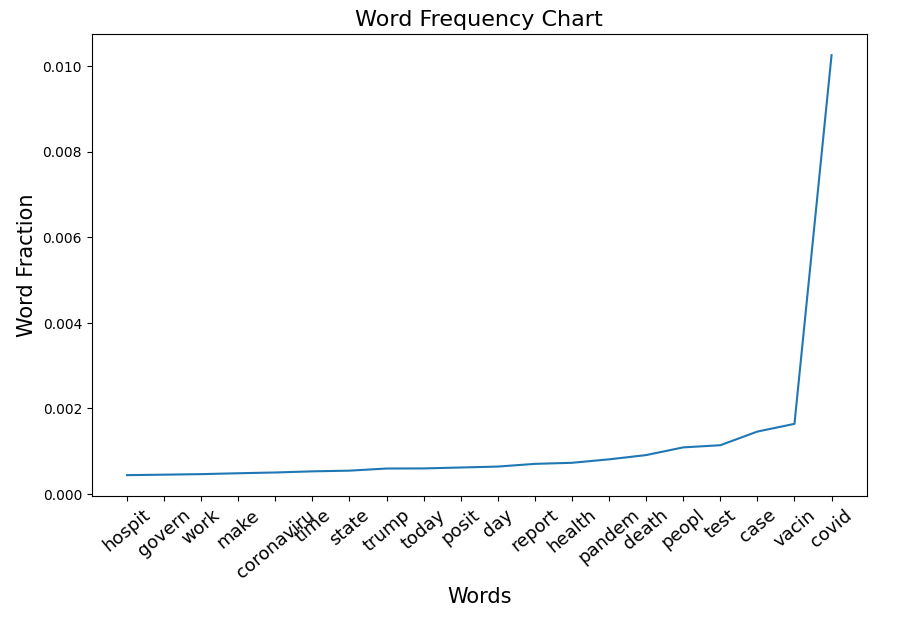 Word Frequency Chart
0.010
0.008
0.006
0.004
0.002
0.000
Word Fraction
hospit
govern
work
make
coronaviru
time
state
trump
today
posit
day
report
health
pandem
death
peopl
test
case
vacin
covid
Words